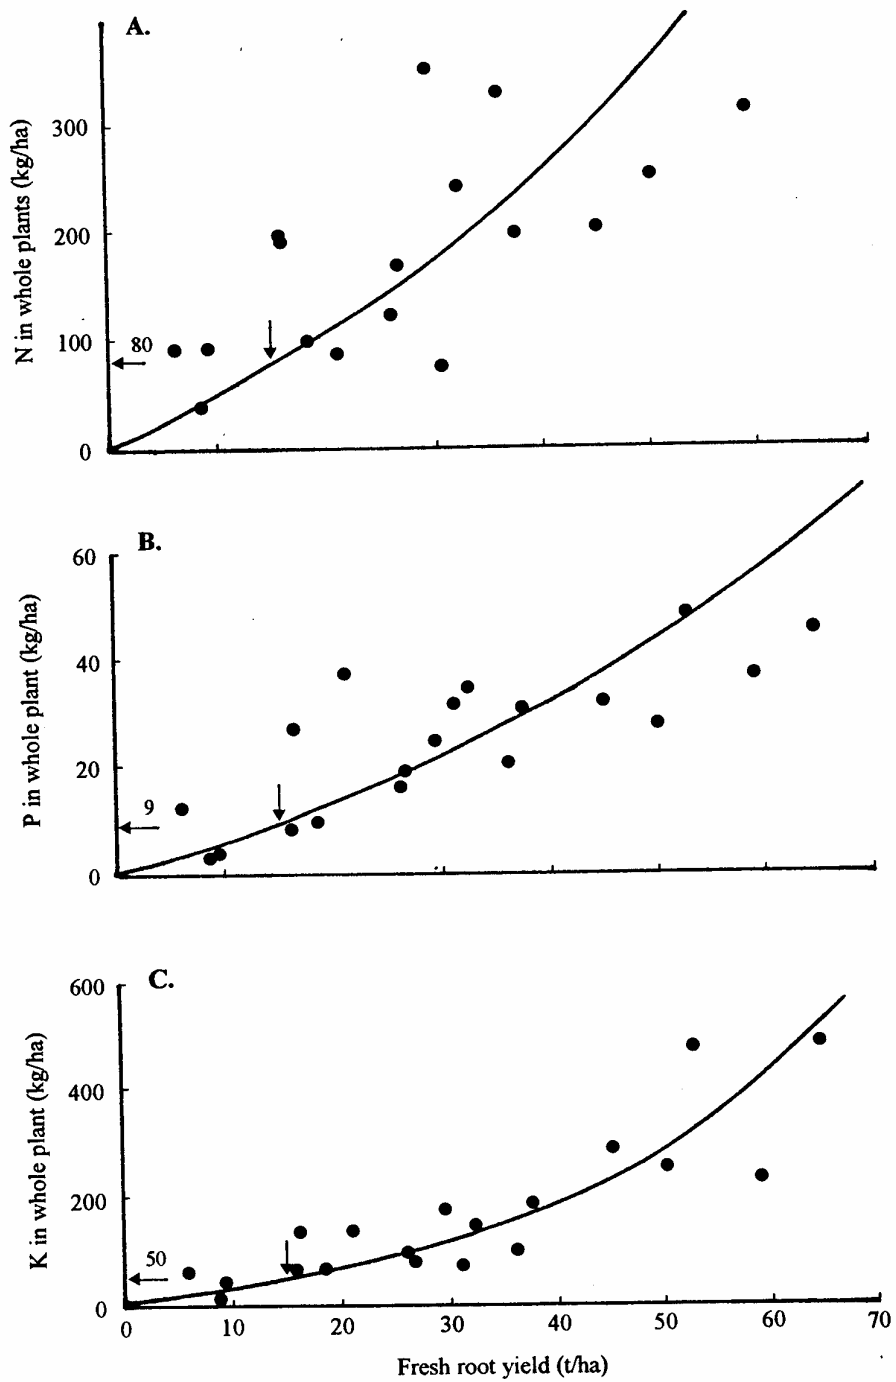 A.
N in whole plants (kg/ha)
300
200
100
80
0
B.
P in whole plant (kg/ha)
60
40
20
9
0
C.
K in whole plant (kg/ha)
600
400
200
50
0
0 10 20 30 40 50 60 70
Fresh root yield (t/ha)